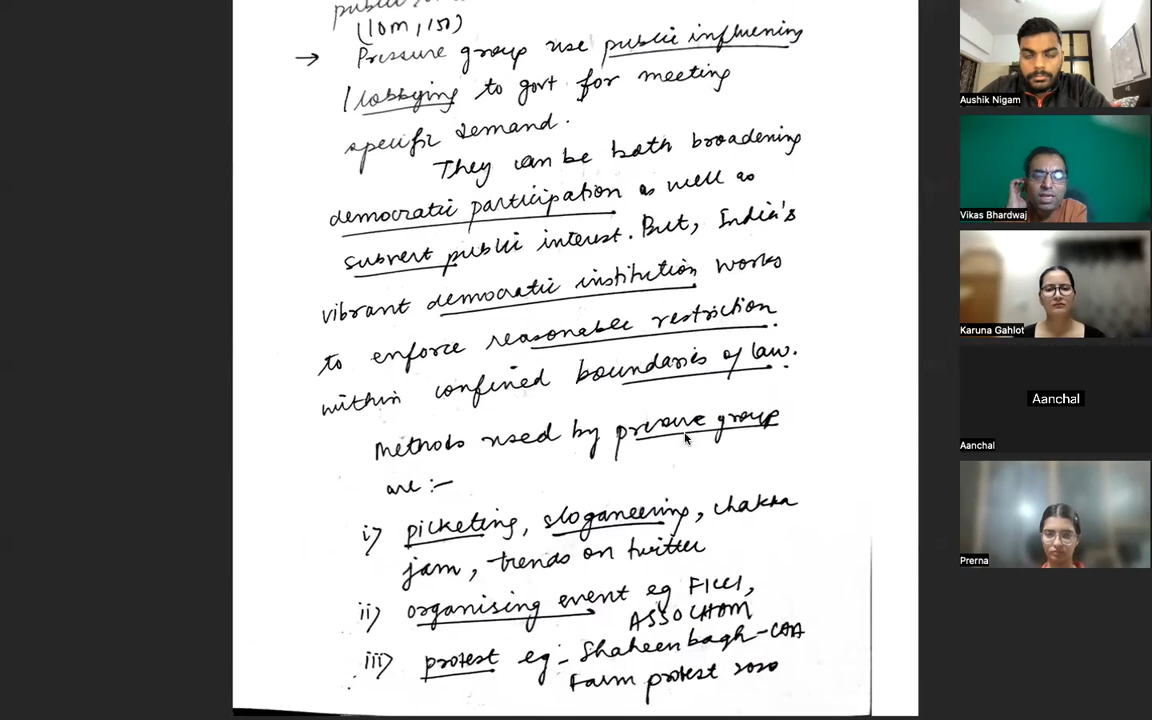 public
(10m, 150)
→ Pressure group use public influening
/ lobbying to govt for meeting
specific demand.
They can be both broadening
democratic participation as well as
subvert public interest. But, India's
vibrant democratic institution works
to enforce reasonable restriction
within confined boundaries of law.
Methods used by pressure group
are :-
i) picketing, sloganeering, chakka
jam, trends on twitter
ii) organising event eg FICCI,
ASSOCHAM
iii) protest eg - Shaheen bagh - CAA
Farm protest 2020
Aushik Nigam
Vikas Bhardwaj
Karuna Gahlot
Aanchal
Aanchal
Prerna